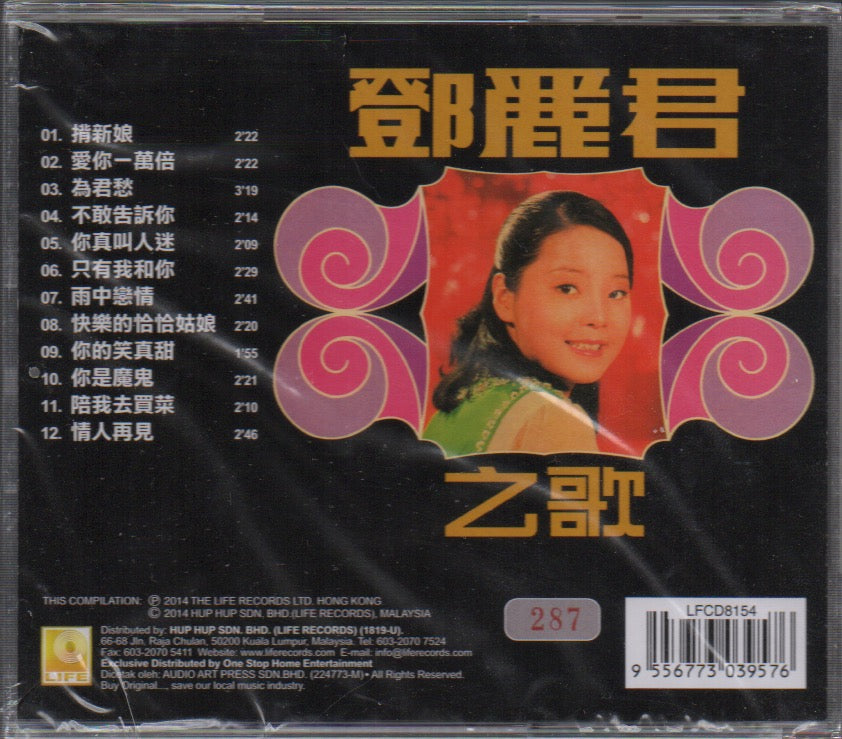 鄧麗君
01. 揹新娘 2'22
02. 愛你一萬倍 2'22
03. 為君愁 3'19
04. 不敢告訴你 2'14
05. 你真叫人迷 2'09
06. 只有我和你 2'29
07. 雨中戀情 2'41
08. 快樂的恰恰姑娘 2'20
09. 你的笑真甜 1'55
10. 你是魔鬼 2'21
11. 陪我去買菜 2'10
12. 情人再見 2'46
之歌
THIS COMPILATION: Ⓟ 2014 THE LIFE RECORDS LTD. HONG KONG
© 2014 HUP HUP SDN. BHD.(LIFE RECORDS), MALAYSIA
287
LFCD8154
9 556773 039576
LIFE
Distributed by: HUP HUP SDN. BHD. (LIFE RECORDS) (1819-U).
66-68 Jln. Raja Chulan, 50200 Kuala Lumpur, Malaysia. Tel: 603-2070 7524
Fax: 603-2070 5411 Website: www.liferecords.com E-mail: info@liferecords.com
Exclusive Distributed by One Stop Home Entertainment
Dicetak oleh: AUDIO ART PRESS SDN.BHD. (224773-M)• All Rights Reserved.
Buy Original..., save our local music industry.